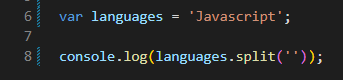 6 var languages = 'Javascript';
7
8 console.log(languages.split(''));